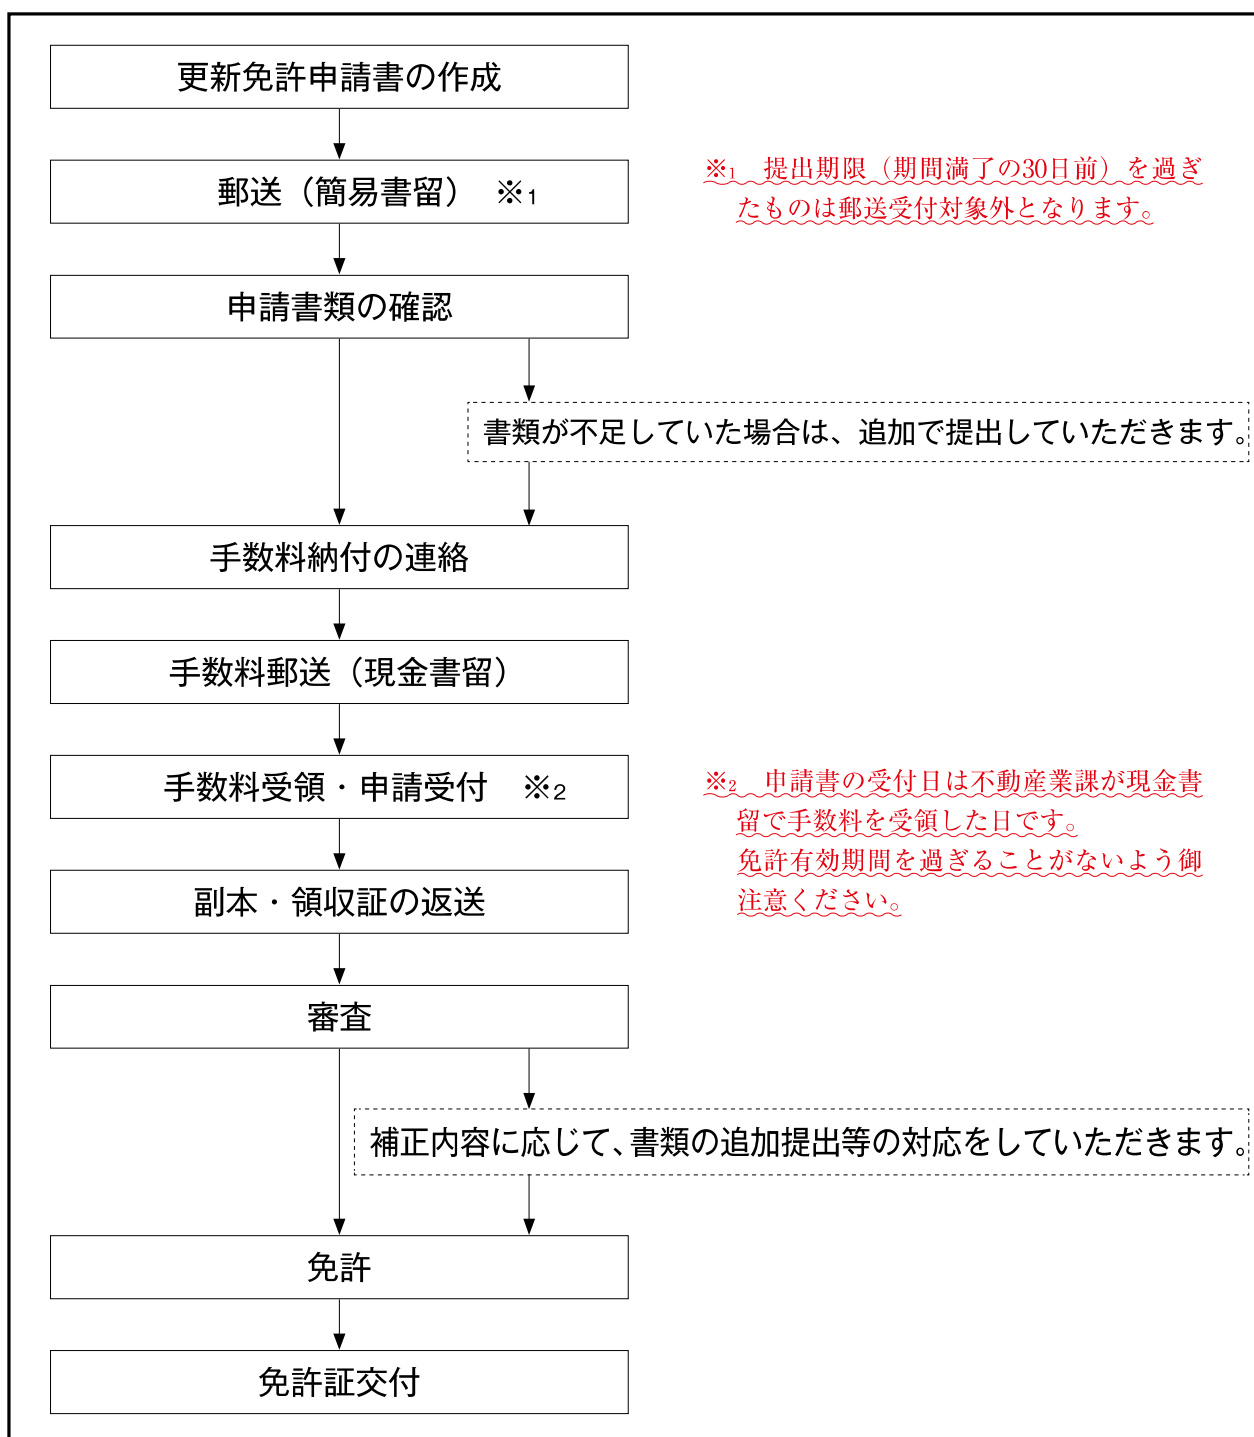 更新免許申請書の作成
郵送（簡易書留）　※1
※1　提出期限（期間満了の30日前）を過ぎ
たものは郵送受付対象外となります。
申請書類の確認
書類が不足していた場合は、追加で提出していただきます。
手数料納付の連絡
手数料郵送（現金書留）
手数料受領・申請受付　※2
※2　申請書の受付日は不動産業課が現金書
留で手数料を受領した日です。
免許有効期間を過ぎることがないよう御
注意ください。
副本・領収証の返送
審査
補正内容に応じて、書類の追加提出等の対応をしていただきます。
免許
免許証交付